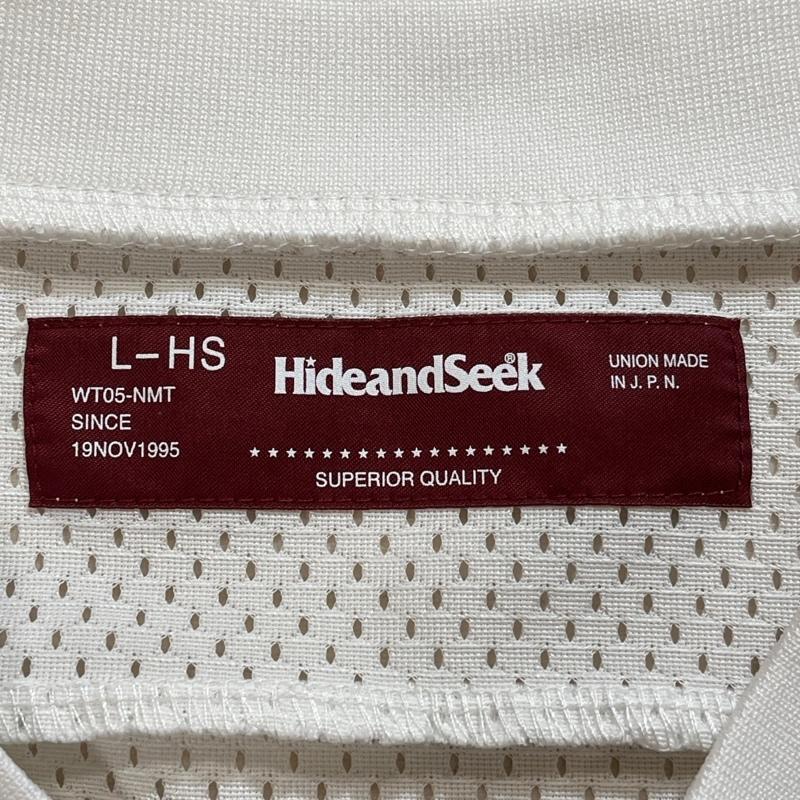 L-HS
WT05-NMT
SINCE
19NOV1995
HideandSeek®
★★★★★★★★★★★★★★★★★★
SUPERIOR QUALITY
UNION MADE
IN J. P. N.